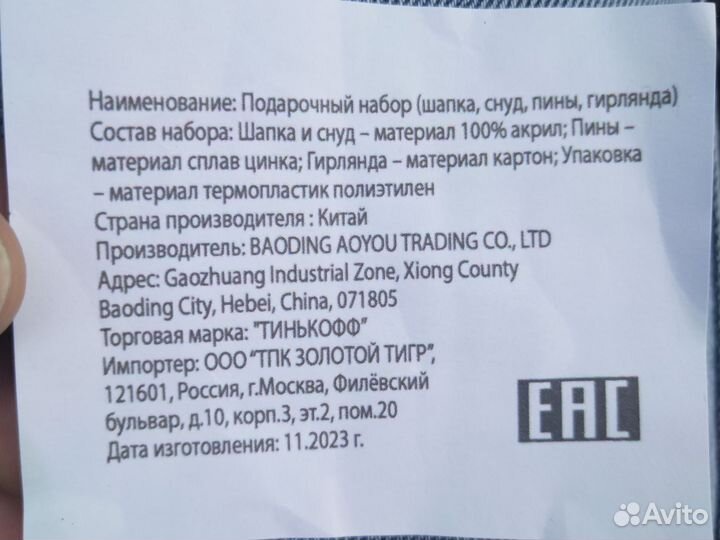 Наименование: Подарочный набор (шапка, снуд, пины, гирлянда)
Состав набора: Шапка и снуд – материал 100% акрил; Пины –
материал сплав цинка; Гирлянда – материал картон; Упаковка
– материал термопластик полиэтилен
Страна производителя : Китай
Производитель: BAODING AOYOU TRADING CO., LTD
Адрес: Gaozhuang Industrial Zone, Xiong County
Baoding City, Hebei, China, 071805
Торговая марка: "ТИНЬКОФФ"
Импортер: ООО "ТПК ЗОЛОТОЙ ТИГР",
121601, Россия, г.Москва, Филёвский
бульвар, д.10, корп.3, эт.2, пом.20
Дата изготовления: 11.2023 г.
EAC
Avito